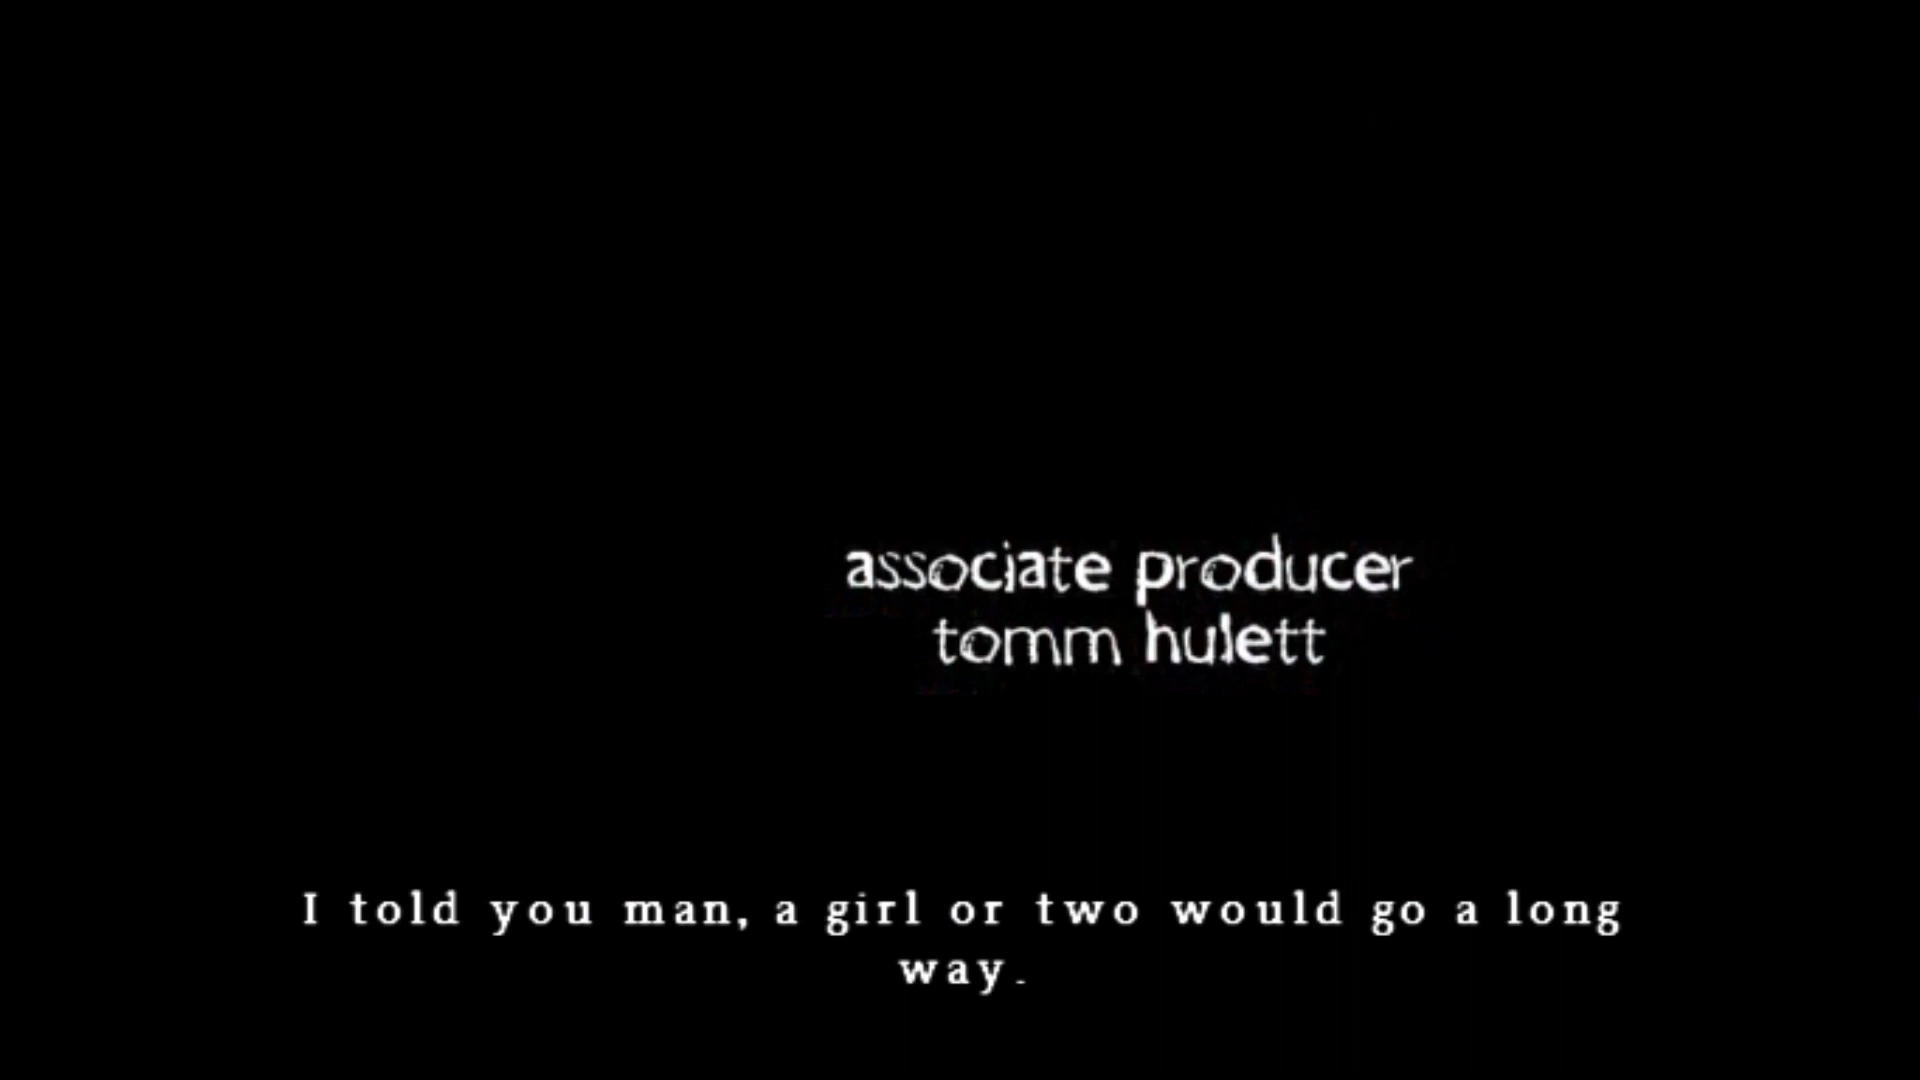 associate producer
tomm hulett
I told you man, a girl or two would go a long
way.